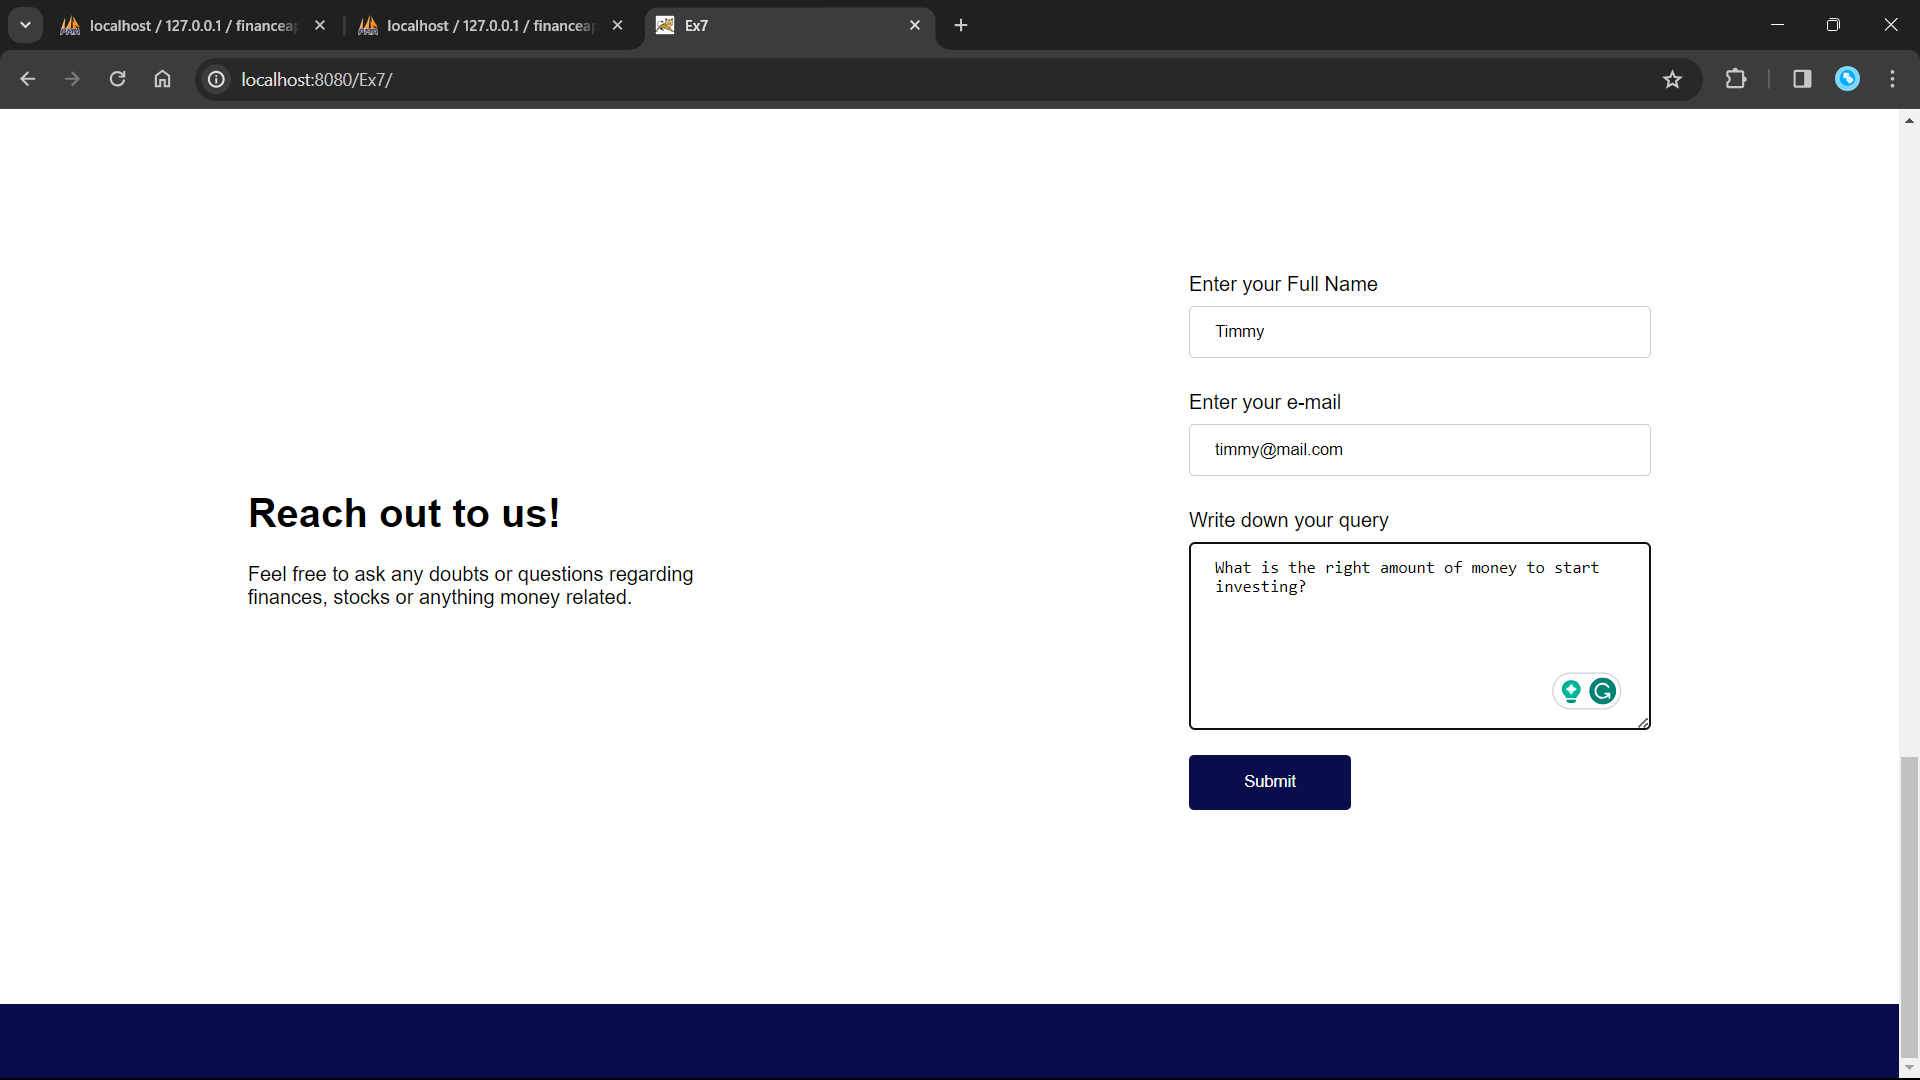 localhost / 127.0.0.1 / financea
localhost / 127.0.0.1 / financea
Ex7
localhost:8080/Ex7/
Enter your Full Name
Timmy
Enter your e-mail
timmy@mail.com
Write down your query
What is the right amount of money to start
investing?
Submit
Reach out to us!
Feel free to ask any doubts or questions regarding
finances, stocks or anything money related.